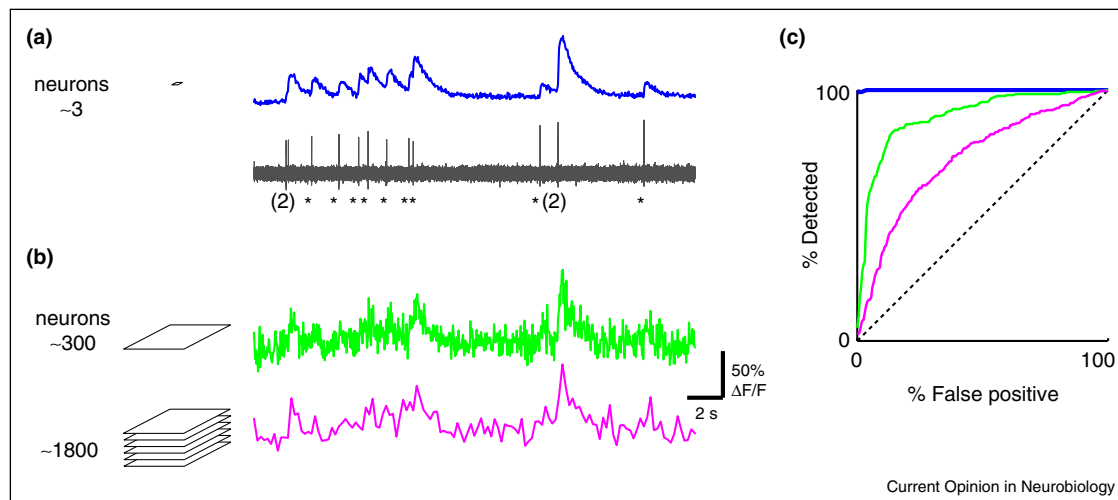 (a)
neurons
~3
(2) * * * * * * * * (2) *
(b)
neurons
~300
~1800
50%
ΔF/F
2 s
(c)
100
% Detected
0
0 100
% False positive
Current Opinion in Neurobiology